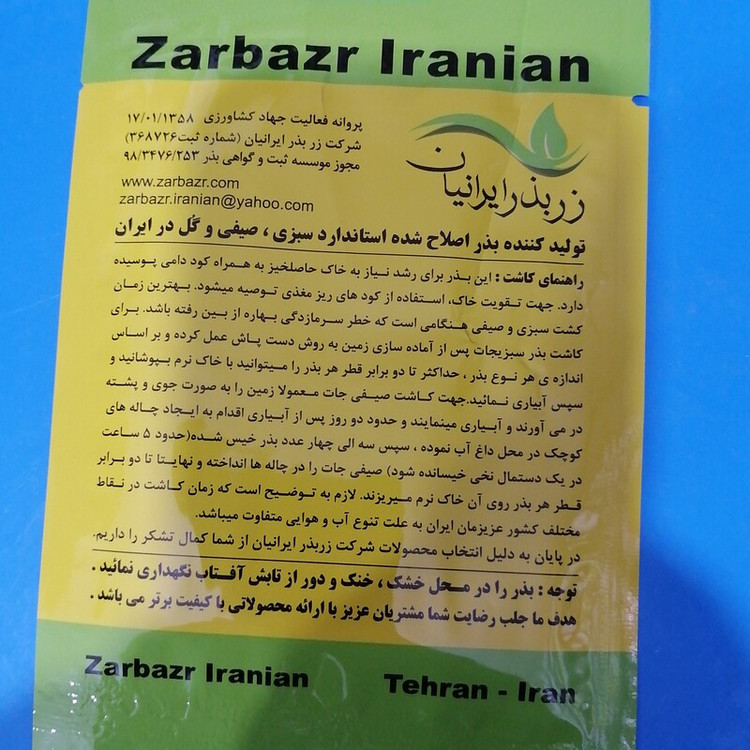 Zarbazr Iranian
پروانه فعالیت جهاد کشاورزی ۱۷/۰۱/۱۳۵۸
شرکت زر بذر ایرانیان (شماره ثبت۳۶۸۷۲۶)
مجوز موسسه ثبت و گواهی بذر ۹۸/۳۴۷۶/۲۵۳
www.zarbazr.com
zarbazr.iranian@yahoo.com
زربذر ایرانیان
تولید کننده بذر اصلاح شده استاندارد سبزی ، صیفی و گُل در ایران
راهنمای کاشت : این بذر برای رشد نیاز به خاک حاصلخیز به همراه کود دامی پوسیده
دارد. جهت تقویت خاک، استفاده از کود های ریز مغذی توصیه میشود. بهترین زمان
کشت سبزی و صیفی هنگامی است که خطر سرمازدگی بهاره از بین رفته باشد. برای
کاشت بذر سبزیجات پس از آماده سازی زمین به روش دست پاش عمل کرده و بر اساس
اندازه ی هر نوع بذر ، حداکثر تا دو برابر قطر هر بذر را میتوانید با خاک نرم بپوشانید و
سپس آبیاری نمائید.جهت کاشت صیفی جات معمولا زمین را به صورت جوی و پشته
در می آورند و آبیاری مینمایند و حدود دو روز پس از آبیاری اقدام به ایجاد چاله های
کوچک در محل داغ آب نموده ، سپس سه الی چهار عدد بذر خیس شده(حدود ۵ ساعت
در یک دستمال نخی خیسانده شود) صیفی جات را در چاله ها انداخته و نهایتا تا دو برابر
قطر هر بذر روی آن خاک نرم میریزند. لازم به توضیح است که زمان کاشت در نقاط
مختلف کشور عزیزمان ایران به علت تنوع آب و هوایی متفاوت میباشد.
در پایان به دلیل انتخاب محصولات شرکت زربذر ایرانیان از شما کمال تشکر را داریم.
توجه : بذر را در محل خشک ، خنک و دور از تابش آفتاب نگهداری نمائید .
هدف ما جلب رضایت شما مشتریان عزیز با ارائه محصولاتی با کیفیت برتر می باشد .
Zarbazr Iranian
Tehran - Iran